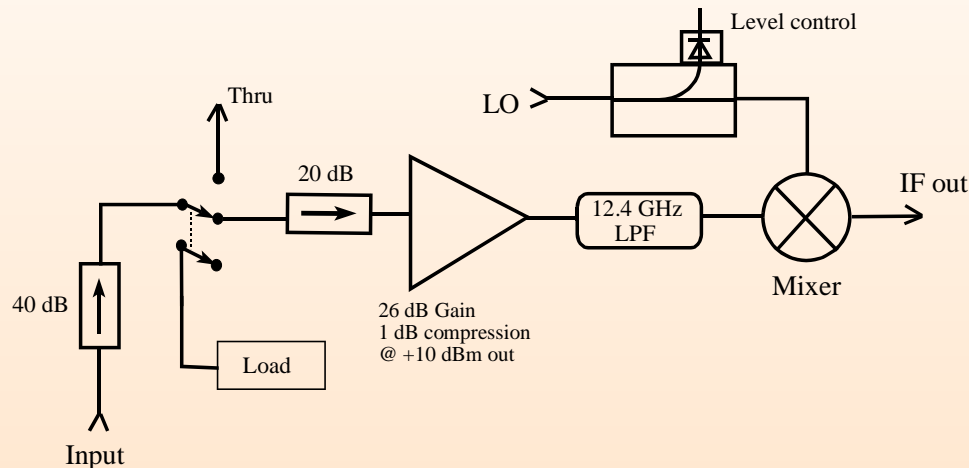 Level control
Thru
LO
20 dB
IF out
12.4 GHz
LPF
Mixer
40 dB
26 dB Gain
1 dB compression
@ +10 dBm out
Load
Input